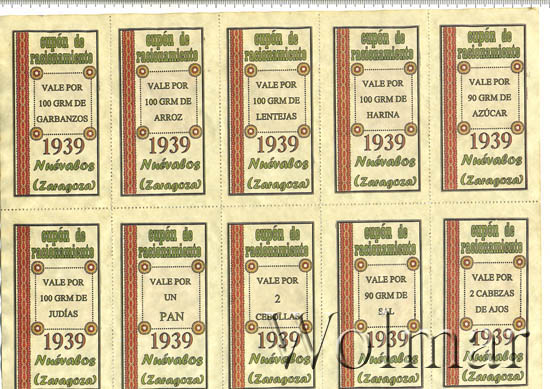 cupón de
racionamiento
VALE POR
100 GRM DE
GARBANZOS
1939
Nuévalos
(Zaragoza)
cupón de
racionamiento
VALE POR
100 GRM DE
ARROZ
1939
Nuévalos
(Zaragoza)
cupón de
racionamiento
VALE POR
100 GRM DE
LENTEJAS
1939
Nuévalos
(Zaragoza)
cupón de
racionamiento
VALE POR
100 GRM DE
HARINA
1939
Nuévalos
(Zaragoza)
cupón de
racionamiento
VALE POR
90 GRM DE
AZÚCAR
1939
Nuévalos
(Zaragoza)
cupón de
racionamiento
VALE POR
100 GRM DE
JUDÍAS
1939
Nuévalos
(Zaragoza)
cupón de
racionamiento
VALE POR
UN
PAN
1939
Nuévalos
(Zaragoza)
cupón de
racionamiento
VALE POR
2
CEBOLLAS
1939
Nuévalos
(Zaragoza)
cupón de
racionamiento
VALE POR
90 GRM DE
SAL
1939
Nuévalos
(Zaragoza)
cupón de
racionamiento
VALE POR
2 CABEZAS
DE AJOS
1939
Nuévalos
(Zaragoza)
Wolmar